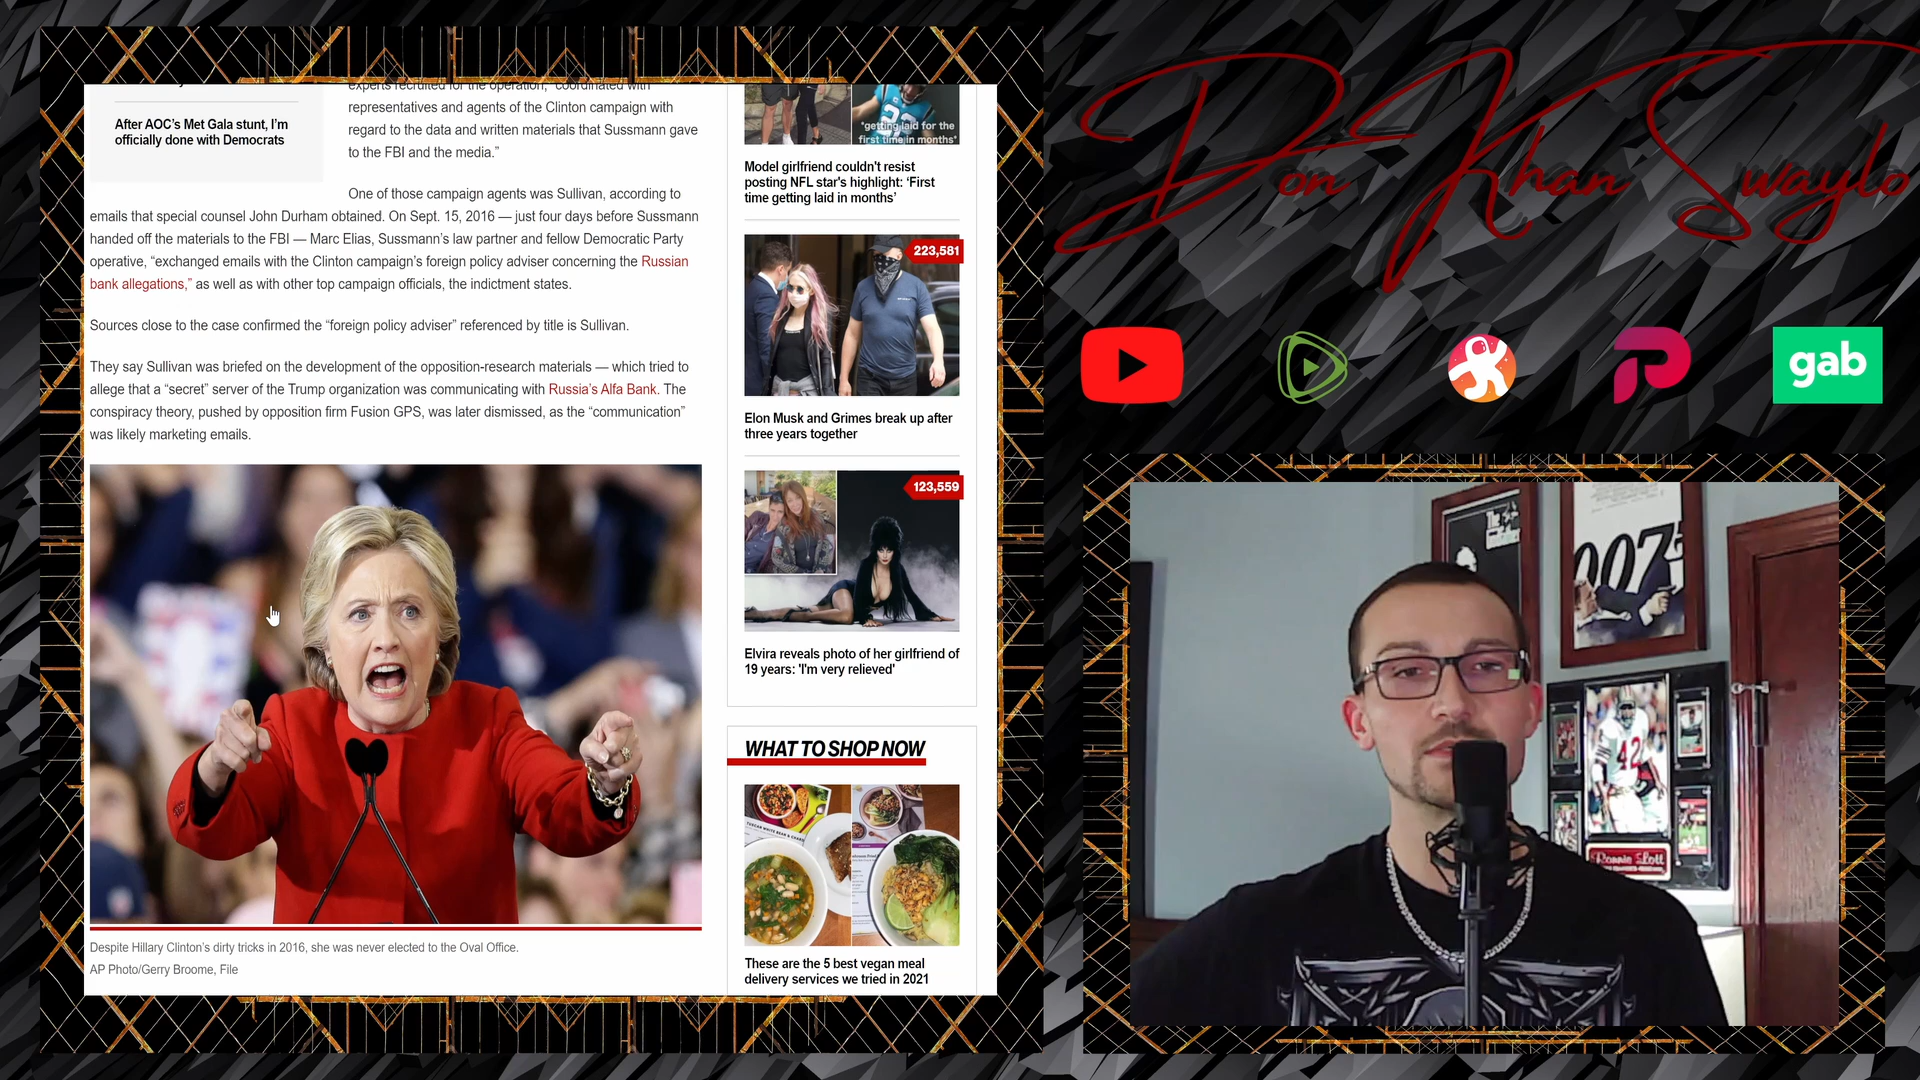 After AOC's Met Gala stunt, I'm
officially done with Democrats
experts recruited for the operation, "coordinated with
representatives and agents of the Clinton campaign with
regard to the data and written materials that Sussmann gave
to the FBI and the media."
One of those campaign agents was Sullivan, according to
emails that special counsel John Durham obtained. On Sept. 15, 2016 — just four days before Sussmann
handed off the materials to the FBI — Marc Elias, Sussmann's law partner and fellow Democratic Party
operative, "exchanged emails with the Clinton campaign's foreign policy adviser concerning the Russian
bank allegations," as well as with other top campaign officials, the indictment states.
Sources close to the case confirmed the "foreign policy adviser" referenced by title is Sullivan.
They say Sullivan was briefed on the development of the opposition-research materials — which tried to
allege that a "secret" server of the Trump organization was communicating with Russia's Alfa Bank. The
conspiracy theory, pushed by opposition firm Fusion GPS, was later dismissed, as the "communication"
was likely marketing emails.
Despite Hillary Clinton's dirty tricks in 2016, she was never elected to the Oval Office.
AP Photo/Gerry Broome, File
*getting laid for the
first time in months*
Model girlfriend couldn't resist
posting NFL star's highlight: 'First
time getting laid in months'
223,581
Elon Musk and Grimes break up after
three years together
123,559
Elvira reveals photo of her girlfriend of
19 years: 'I'm very relieved'
WHAT TO SHOP NOW
These are the 5 best vegan meal
delivery services we tried in 2021
Don Khan Swaylo
gab
The
007
42
Ronnie Lott